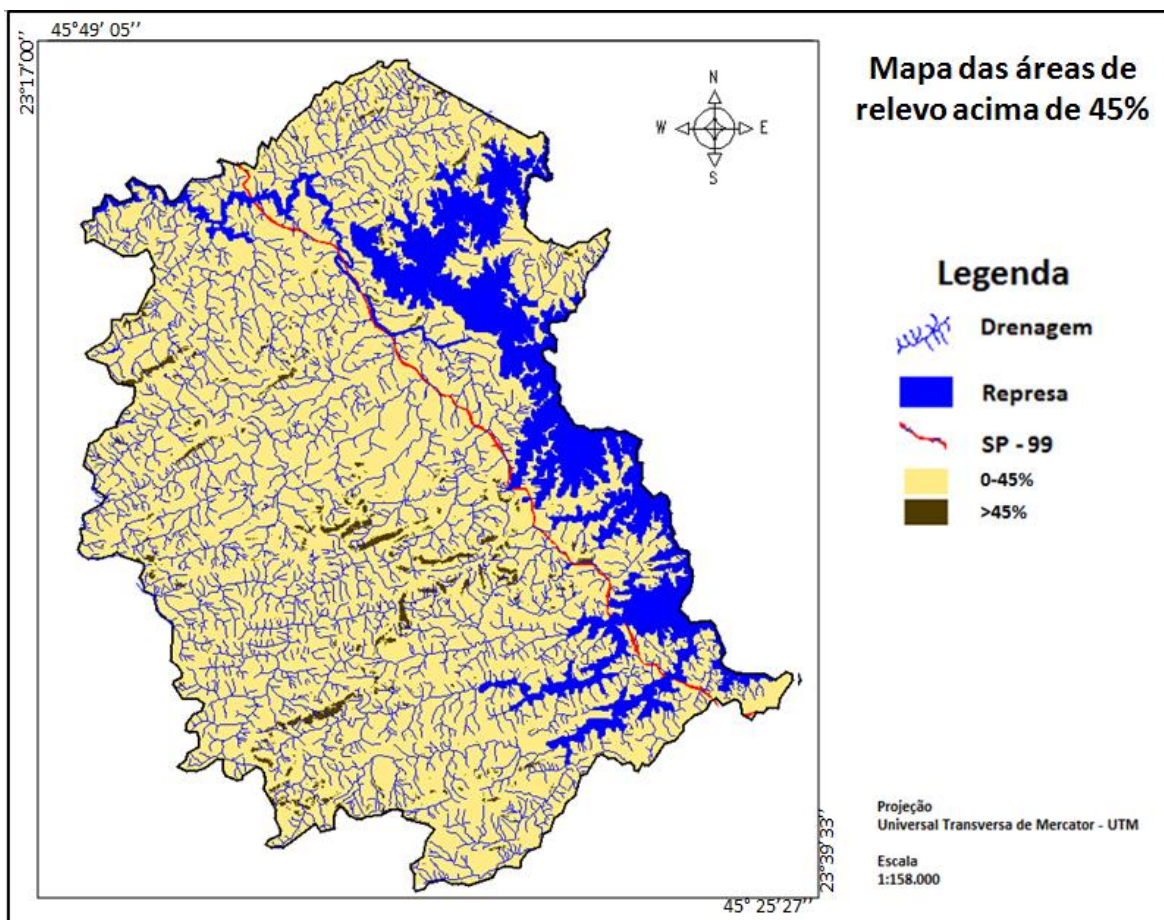 45°49’ 05’’
23°17’00’’
Mapa das áreas de
relevo acima de 45%
N
W
E
S
Legenda
Drenagem
Represa
SP - 99
0-45%
>45%
Projeção
Universal Transversa de Mercator - UTM
Escala
1:158.000
23°39’33’’
45° 25’27’’